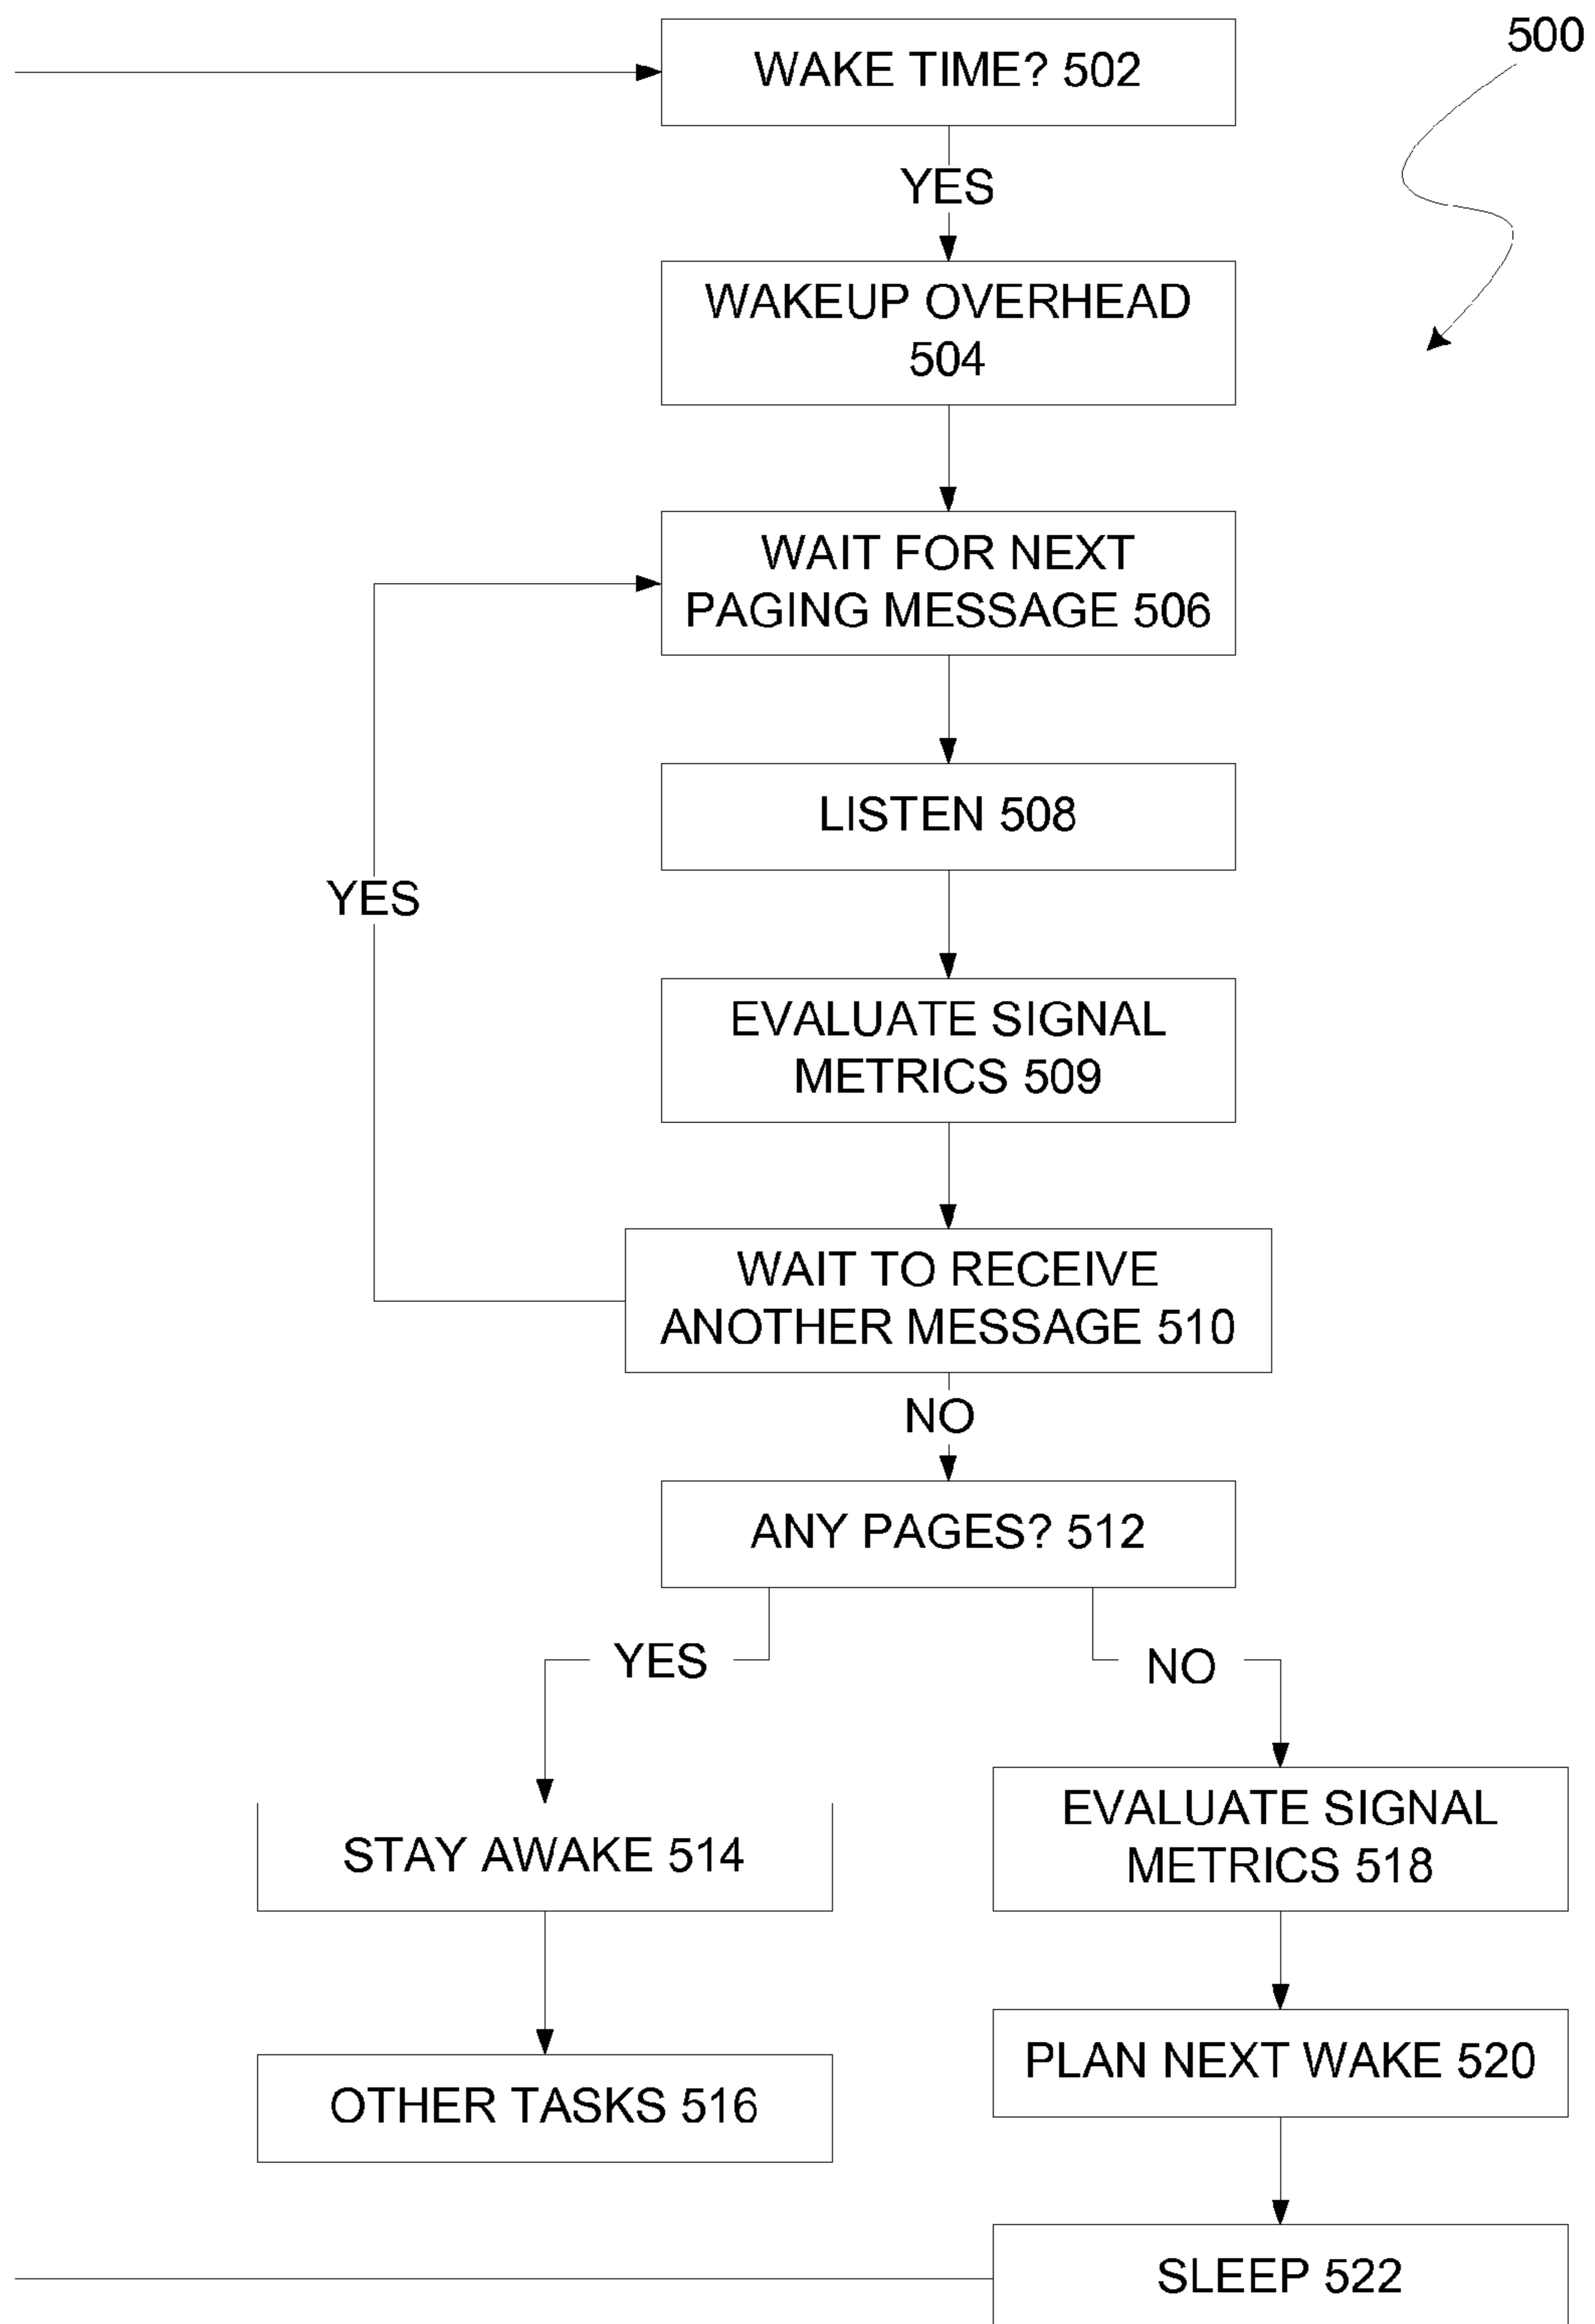 500
WAKE TIME? 502
YES
WAKEUP OVERHEAD
504
WAIT FOR NEXT
PAGING MESSAGE 506
LISTEN 508
YES
EVALUATE SIGNAL
METRICS 509
WAIT TO RECEIVE
ANOTHER MESSAGE 510
NO
ANY PAGES? 512
YES
NO
STAY AWAKE 514
EVALUATE SIGNAL
METRICS 518
OTHER TASKS 516
PLAN NEXT WAKE 520
SLEEP 522